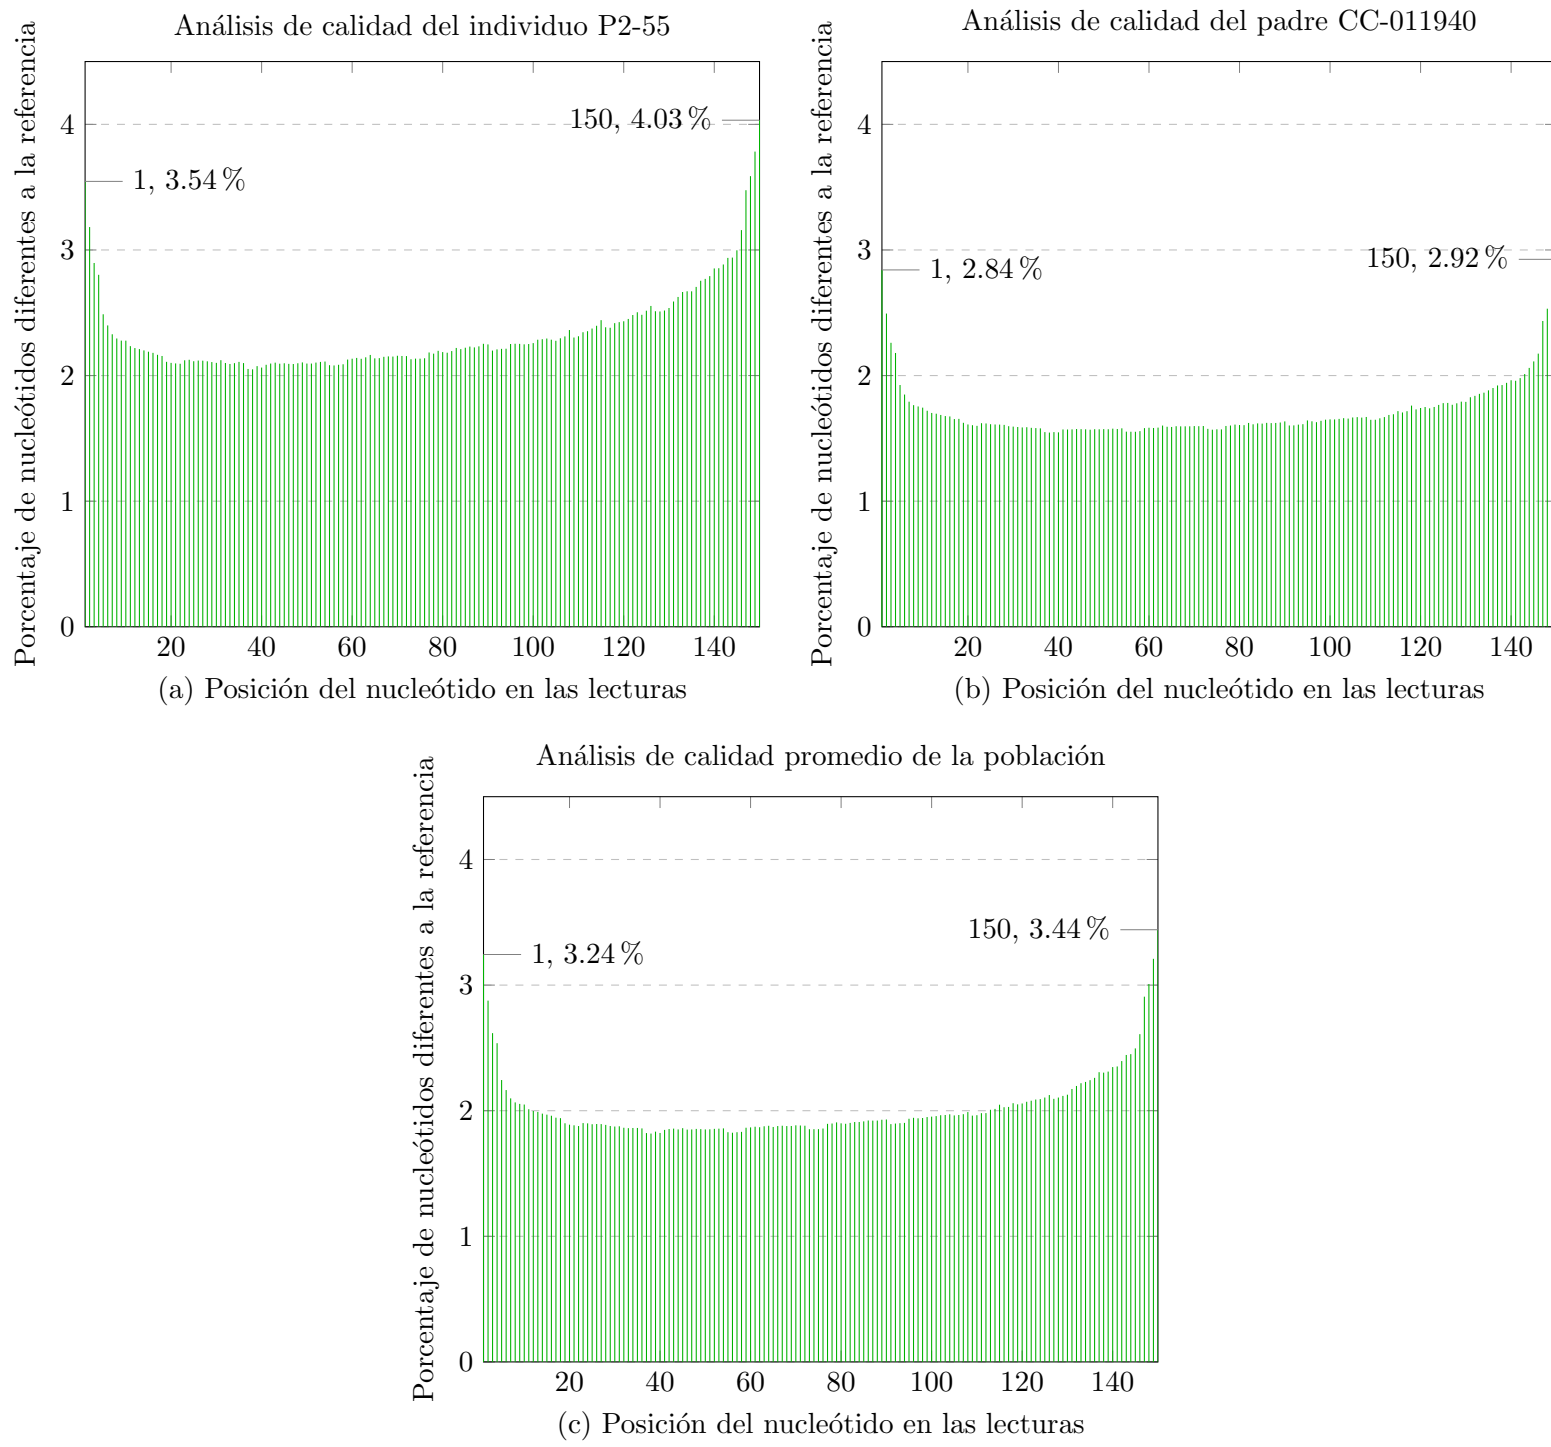 Análisis de calidad del individuo P2-55
Porcentaje de nucleótidos diferentes a la referencia
4
3
2
1
0
150, 4.03 %
1, 3.54 %
20 40 60 80 100 120 140
(a) Posición del nucleótido en las lecturas
Análisis de calidad del padre CC-011940
Porcentaje de nucleótidos diferentes a la referencia
4
3
2
1
0
150, 2.92 %
1, 2.84 %
20 40 60 80 100 120 140
(b) Posición del nucleótido en las lecturas
Análisis de calidad promedio de la población
Porcentaje de nucleótidos diferentes a la referencia
4
3
2
1
0
150, 3.44 %
1, 3.24 %
20 40 60 80 100 120 140
(c) Posición del nucleótido en las lecturas